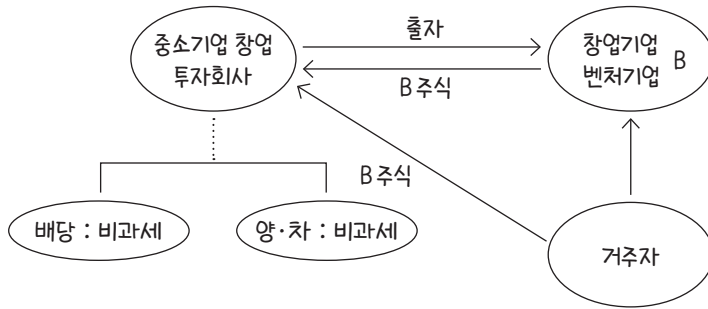 중소기업 창업
투자회사
출자
B 주식
창업기업
벤처기업 B
B 주식
배당 : 비과세
양·차 : 비과세
거주자